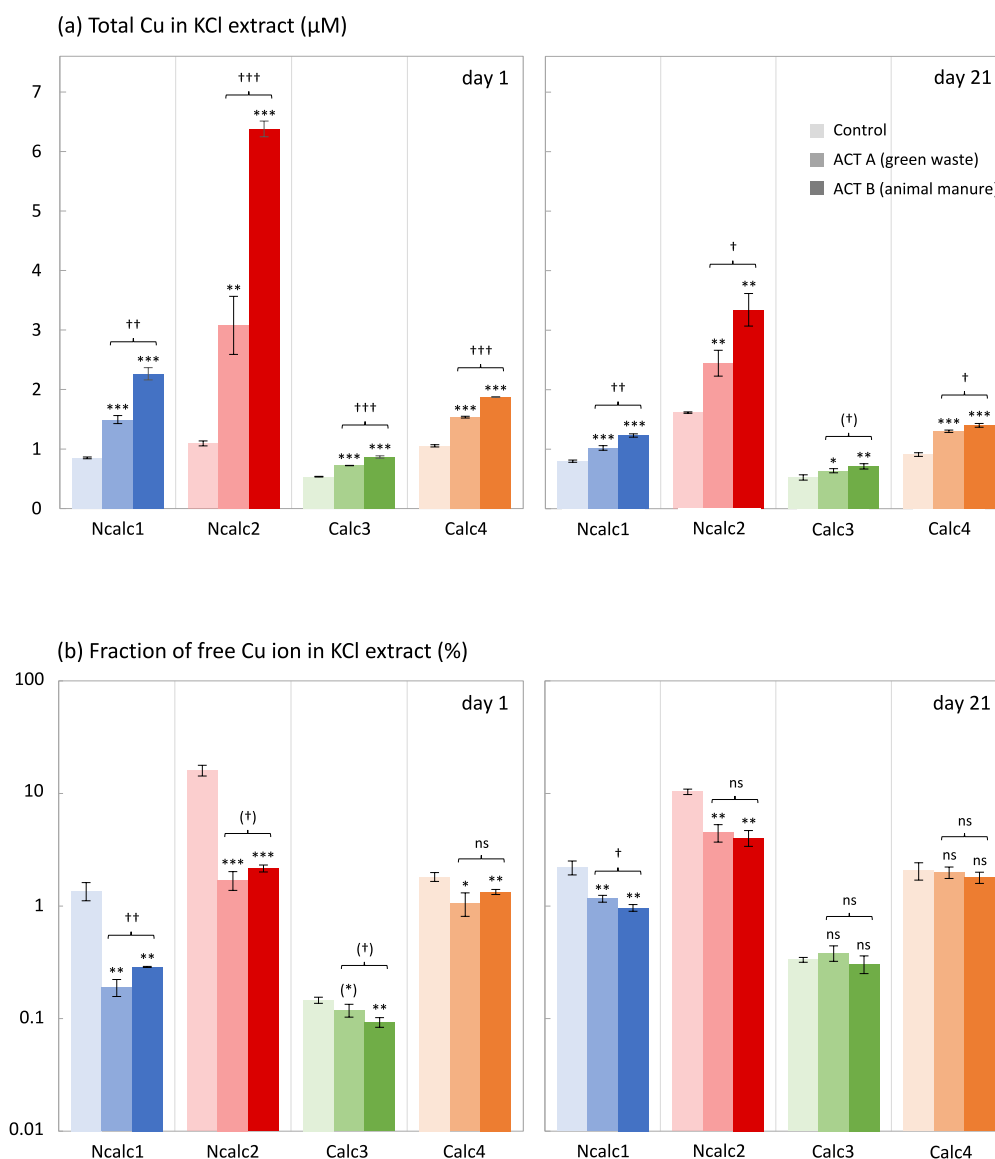 (a) Total Cu in KCl extract (µM)
day 1
day 21
7
6
5
4
3
2
1
0
†††
***
**
††
***
***
†††
***
***
†††
***
***
Control
ACT A (green waste)
ACT B (animal manure)
†
**
**
††
***
***
(†)
*
**
†
***
***
Ncalc1 Ncalc2 Calc3 Calc4
Ncalc1 Ncalc2 Calc3 Calc4
(b) Fraction of free Cu ion in KCl extract (%)
day 1
day 21
100
10
1
0.1
0.01
††
**
**
(†)
***
***
(†)
(*)
**
ns
*
**
†
**
**
ns
**
**
ns
ns
ns
ns
ns
ns
Ncalc1 Ncalc2 Calc3 Calc4
Ncalc1 Ncalc2 Calc3 Calc4